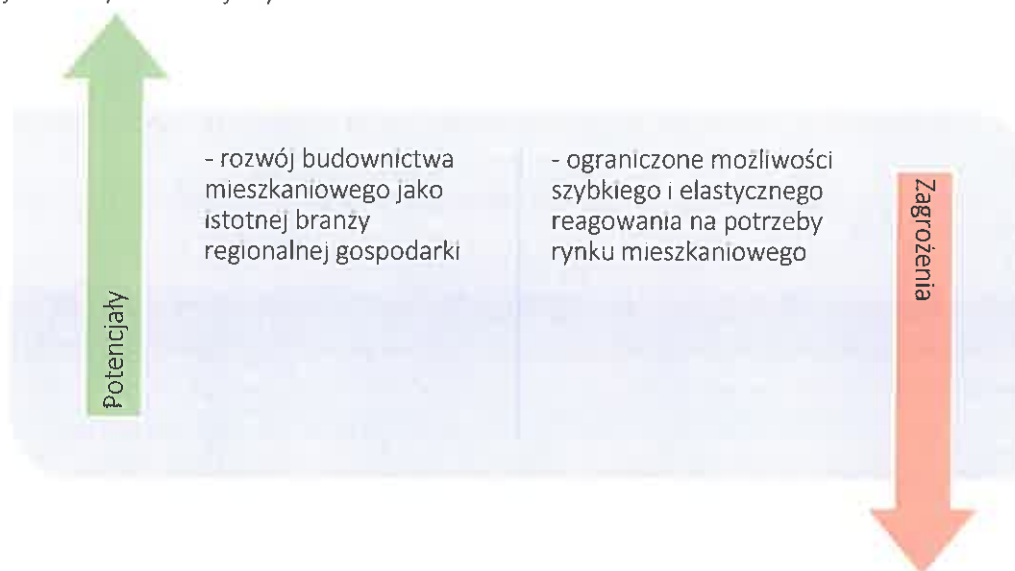 Potencjały
- rozwój budownictwa
mieszkaniowego jako
istotnej branży
regionalnej gospodarki
- ograniczone możliwości
szybkiego i elastycznego
reagowania na potrzeby
rynku mieszkaniowego
Zagrożenia